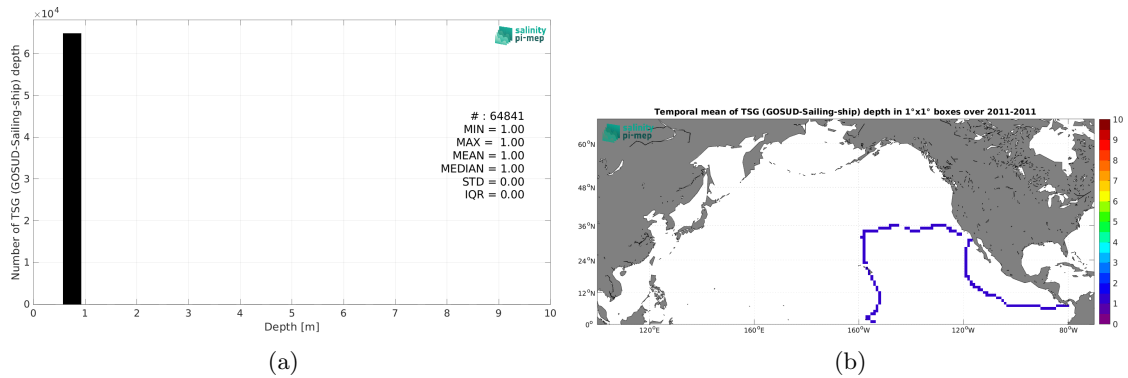 ×10⁴
6
5
4
3
2
1
0
Number of TSG (GOSUD-Sailing-ship) depth
0 1 2 3 4 5 6 7 8 9 10
Depth [m]
salinity
pi-mep
# : 64841
MIN = 1.00
MAX = 1.00
MEAN = 1.00
MEDIAN = 1.00
STD = 0.00
IQR = 0.00
(a)
Temporal mean of TSG (GOSUD-Sailing-ship) depth in 1°x1° boxes over 2011-2011
salinity
pi-mep
60°N
48°N
36°N
24°N
12°N
0°
120°E 160°E 160°W 120°W 80°W
10
9
8
7
6
5
4
3
2
1
0
(b)